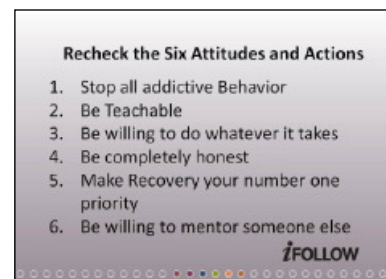 Recheck the Six Attitudes and Actions
1. Stop all addictive Behavior
2. Be Teachable
3. Be willing to do whatever it takes
4. Be completely honest
5. Make Recovery your number one
priority
6. Be willing to mentor someone else
iFOLLOW